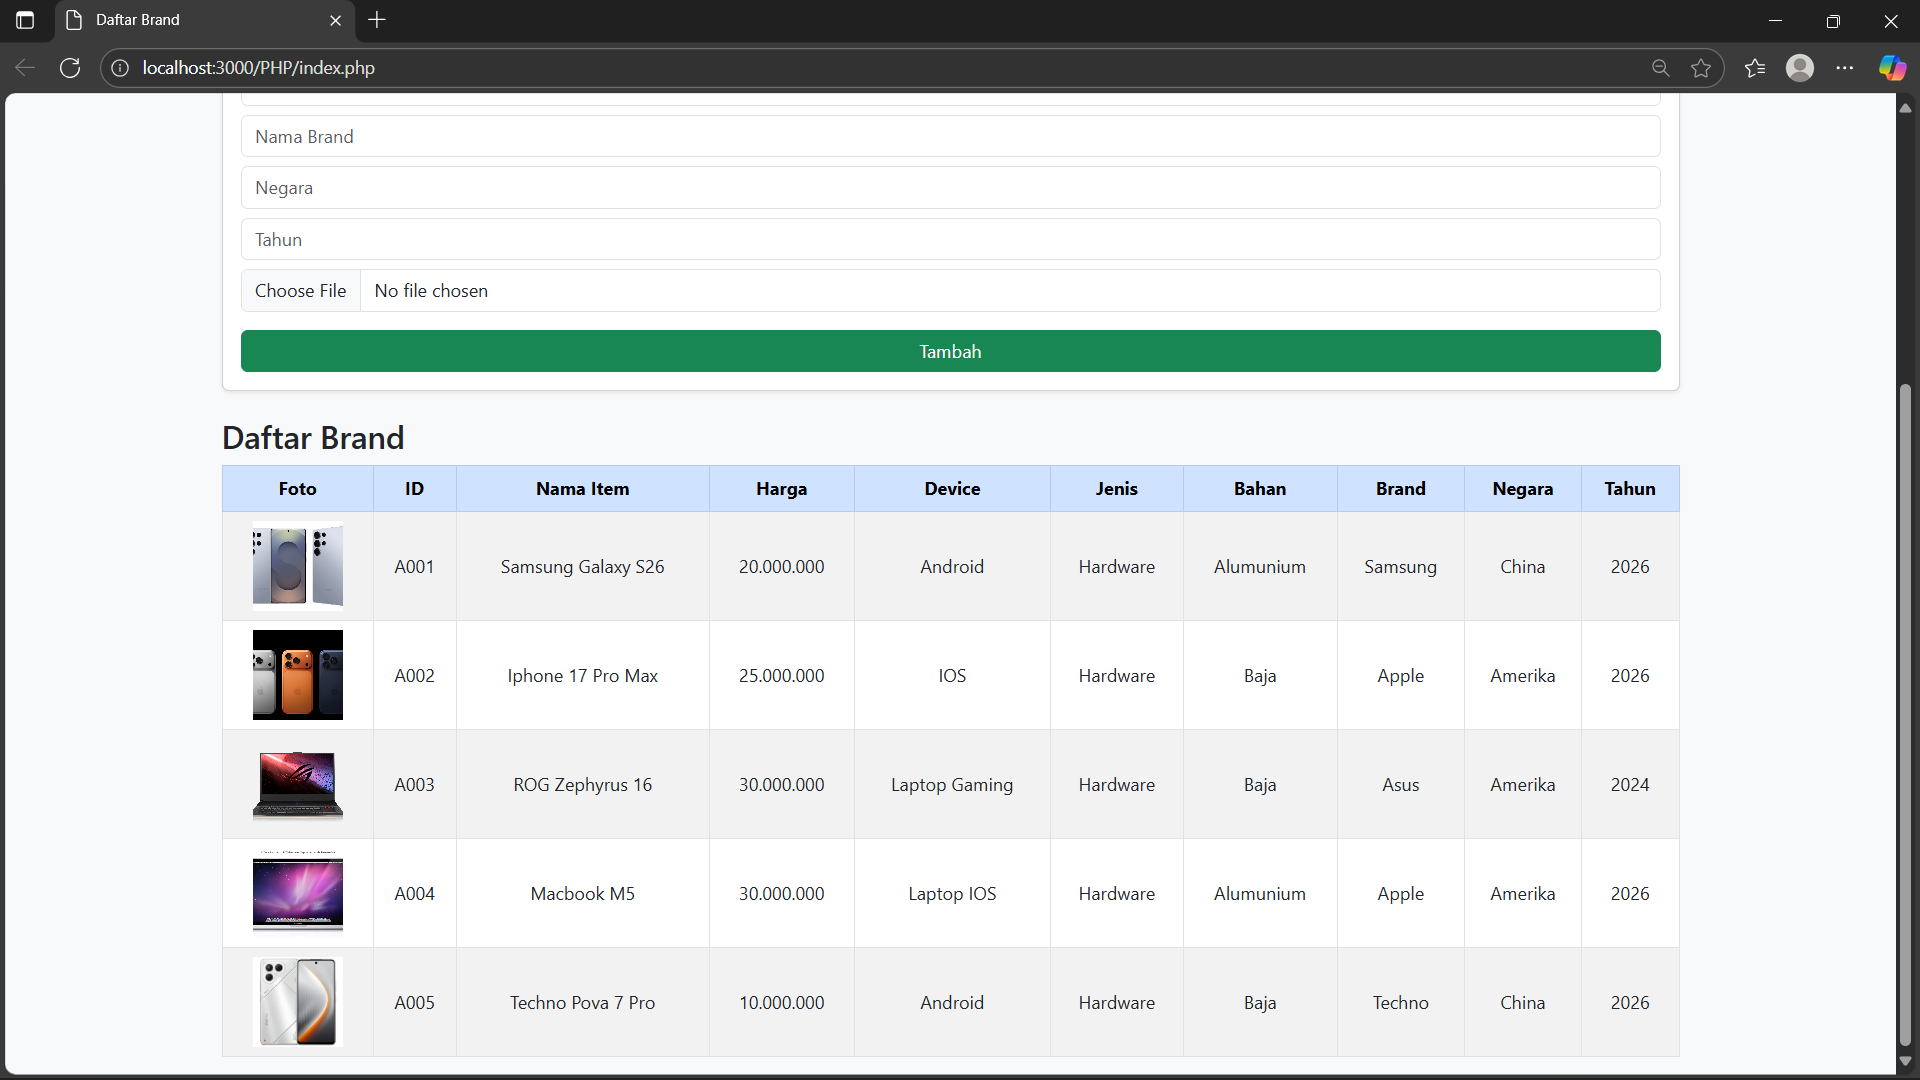 Daftar Brand
localhost:3000/PHP/index.php
Nama Brand
Negara
Tahun
Choose File No file chosen
Tambah
Daftar Brand
Foto ID Nama Item Harga Device Jenis Bahan Brand Negara Tahun
A001 Samsung Galaxy S26 20.000.000 Android Hardware Alumunium Samsung China 2026
A002 Iphone 17 Pro Max 25.000.000 IOS Hardware Baja Apple Amerika 2026
A003 ROG Zephyrus 16 30.000.000 Laptop Gaming Hardware Baja Asus Amerika 2024
A004 Macbook M5 30.000.000 Laptop IOS Hardware Alumunium Apple Amerika 2026
A005 Techno Pova 7 Pro 10.000.000 Android Hardware Baja Techno China 2026